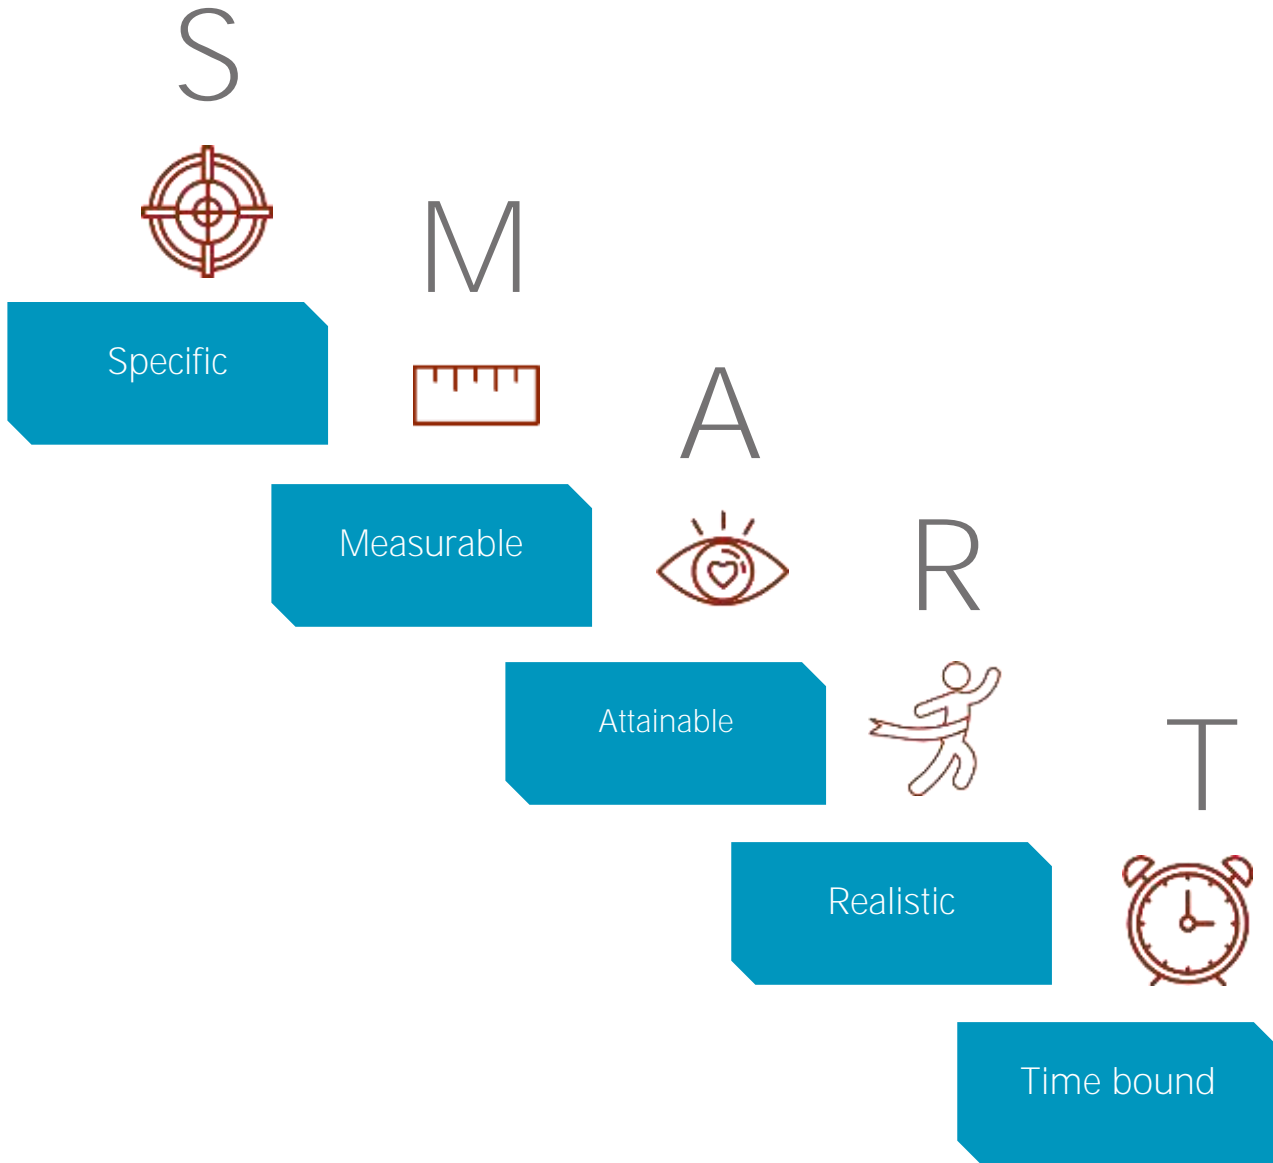 S
Specific
M
Measurable
A
Attainable
R
Realistic
T
Time bound